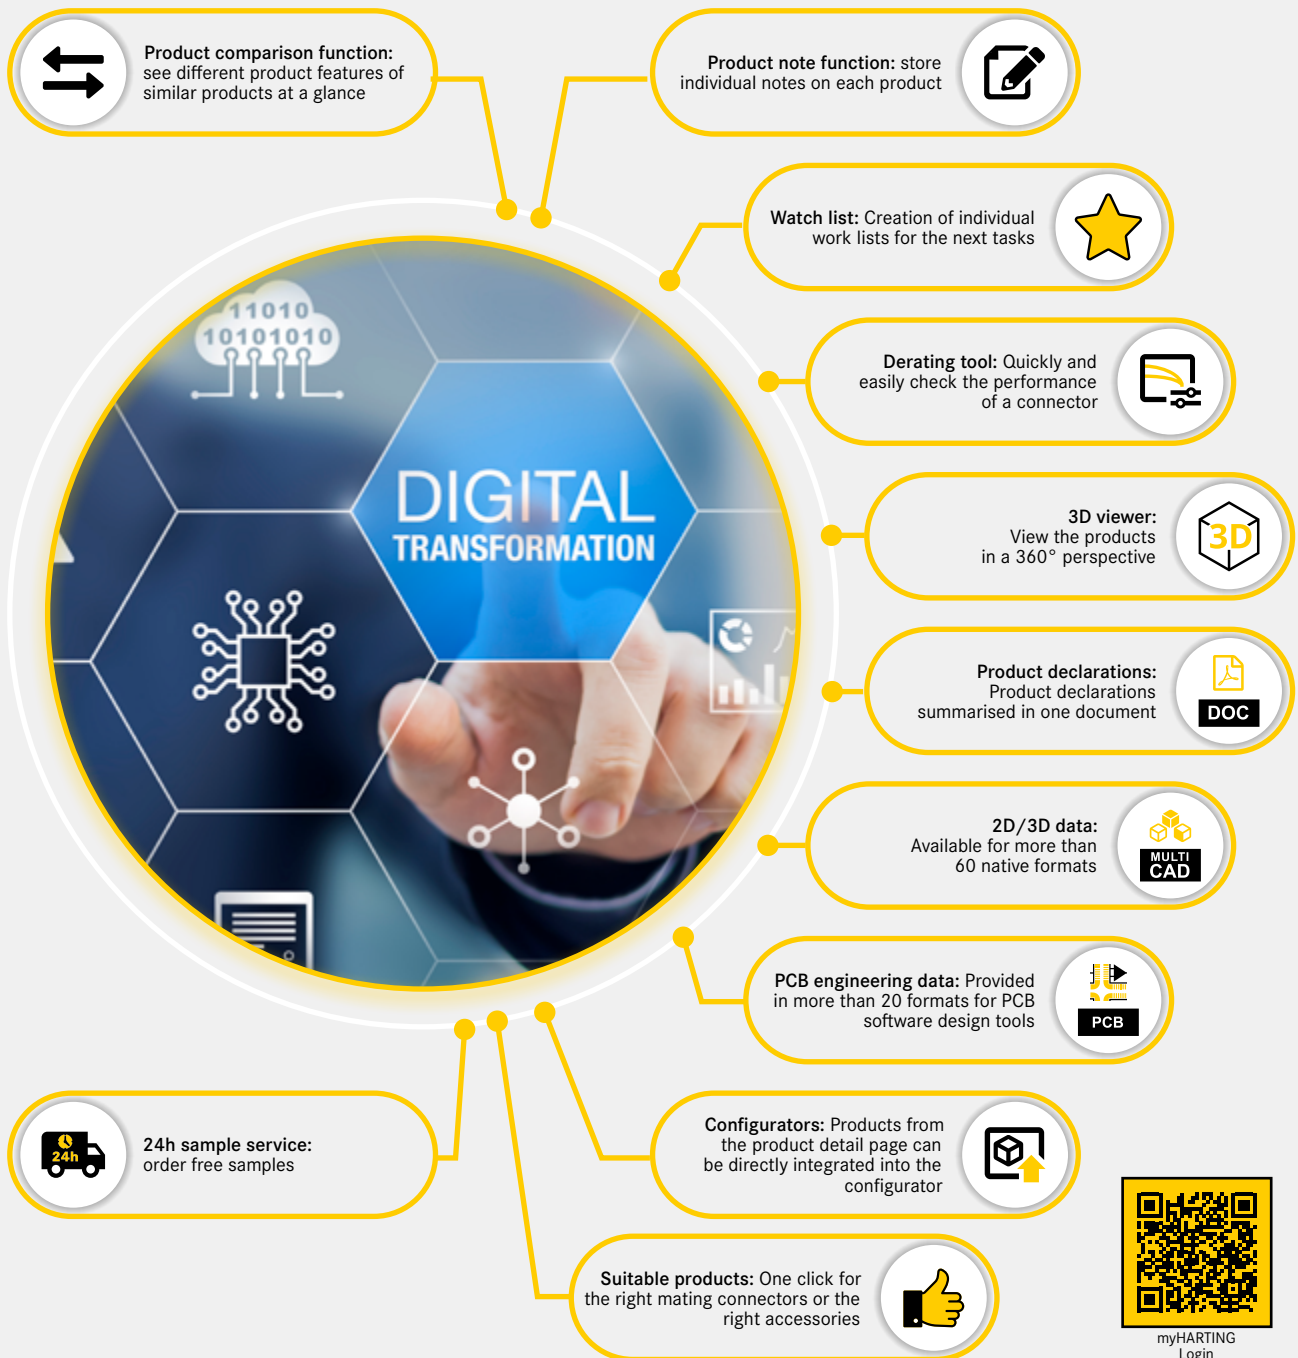 Product comparison function:
see different product features of
similar products at a glance
Product note function: store
individual notes on each product
Watch list: Creation of individual
work lists for the next tasks
11010
10101010
Derating tool: Quickly and
easily check the performance
of a connector
DIGITAL
TRANSFORMATION
3D viewer:
View the products
in a 360° perspective
3D
Product declarations:
Product declarations
summarised in one document
DOC
2D/3D data:
Available for more than
60 native formats
MULTI
CAD
PCB engineering data: Provided
in more than 20 formats for PCB
software design tools
PCB
24h
24h sample service:
order free samples
Configurators: Products from
the product detail page can
be directly integrated into the
configurator
Suitable products: One click for
the right mating connectors or the
right accessories
myHARTING
Login